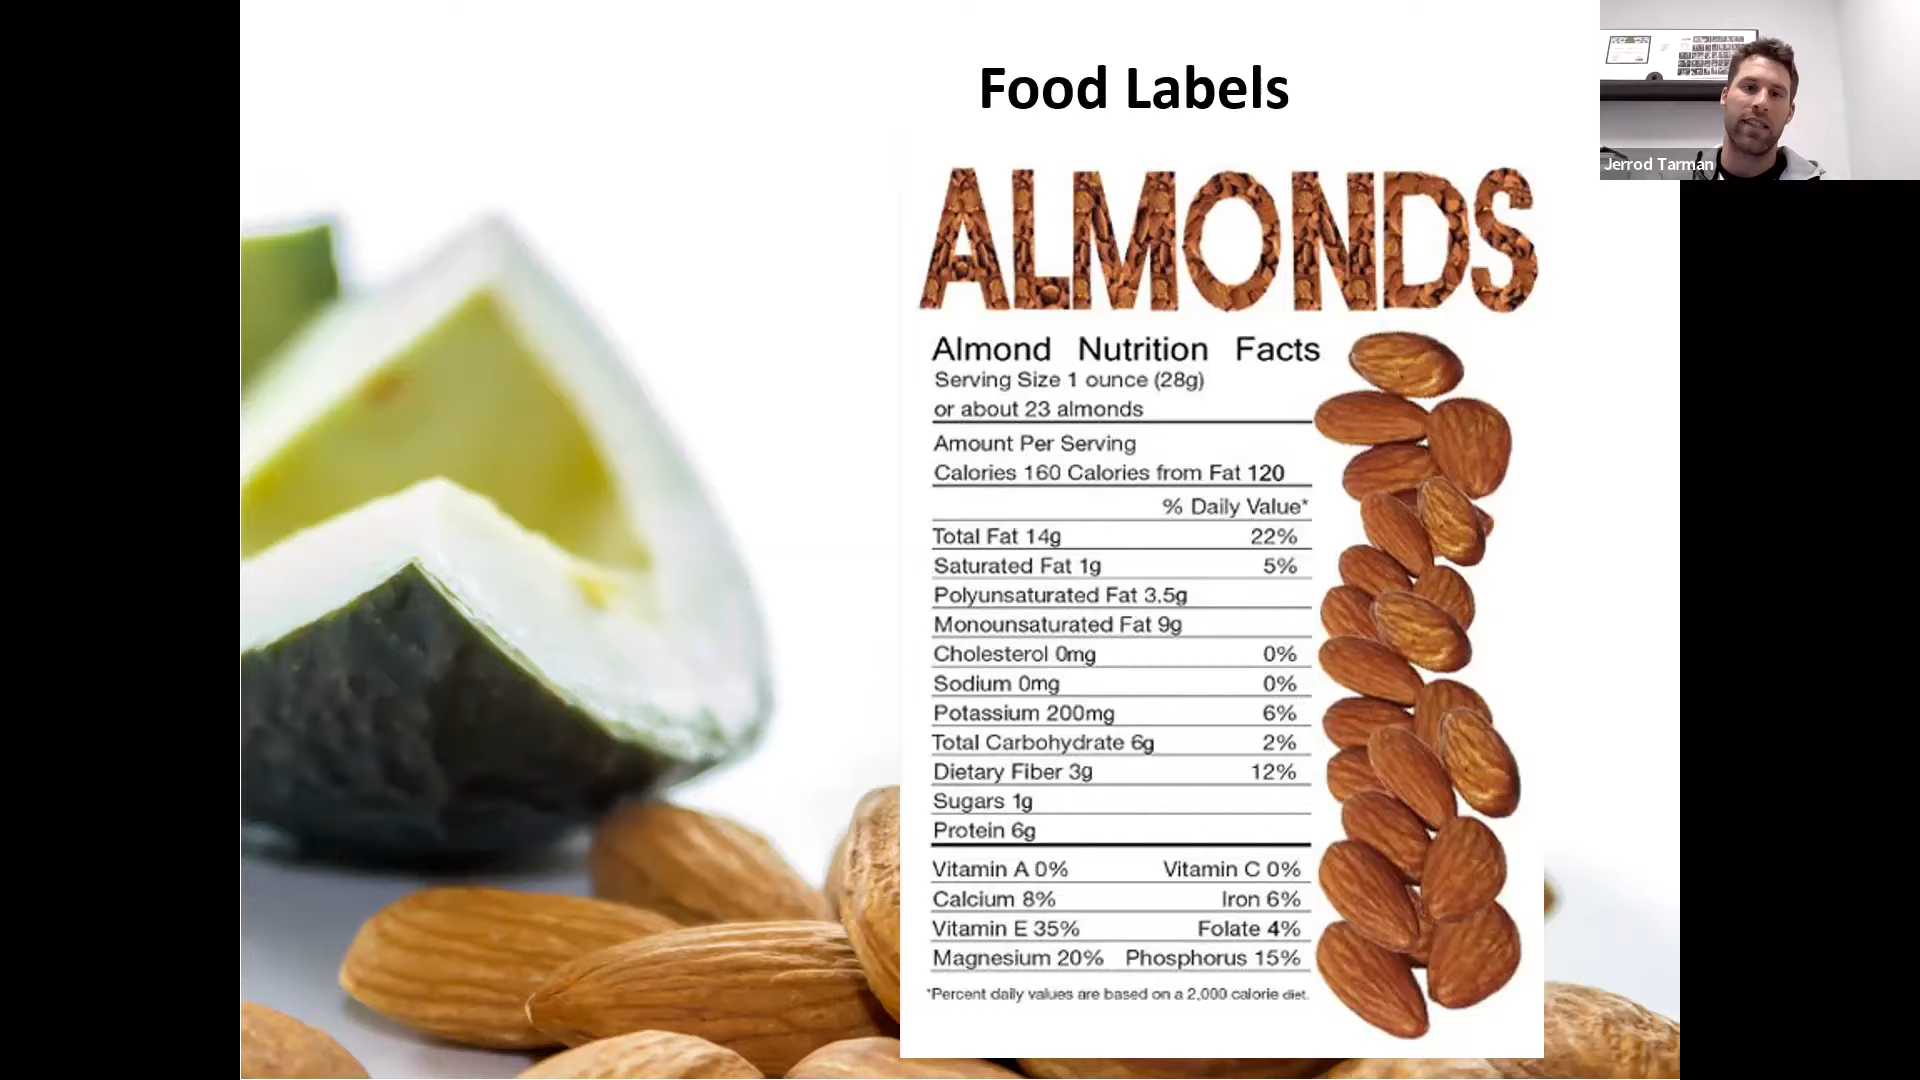 Food Labels
Jerrod Tarman
ALMONDS
Almond Nutrition Facts
Serving Size 1 ounce (28g)
or about 23 almonds
Amount Per Serving
Calories 160 Calories from Fat 120
% Daily Value*
Total Fat 14g 22%
Saturated Fat 1g 5%
Polyunsaturated Fat 3.5g
Monounsaturated Fat 9g
Cholesterol 0mg 0%
Sodium 0mg 0%
Potassium 200mg 6%
Total Carbohydrate 6g 2%
Dietary Fiber 3g 12%
Sugars 1g
Protein 6g
Vitamin A 0% Vitamin C 0%
Calcium 8% Iron 6%
Vitamin E 35% Folate 4%
Magnesium 20% Phosphorus 15%
*Percent daily values are based on a 2,000 calorie diet.